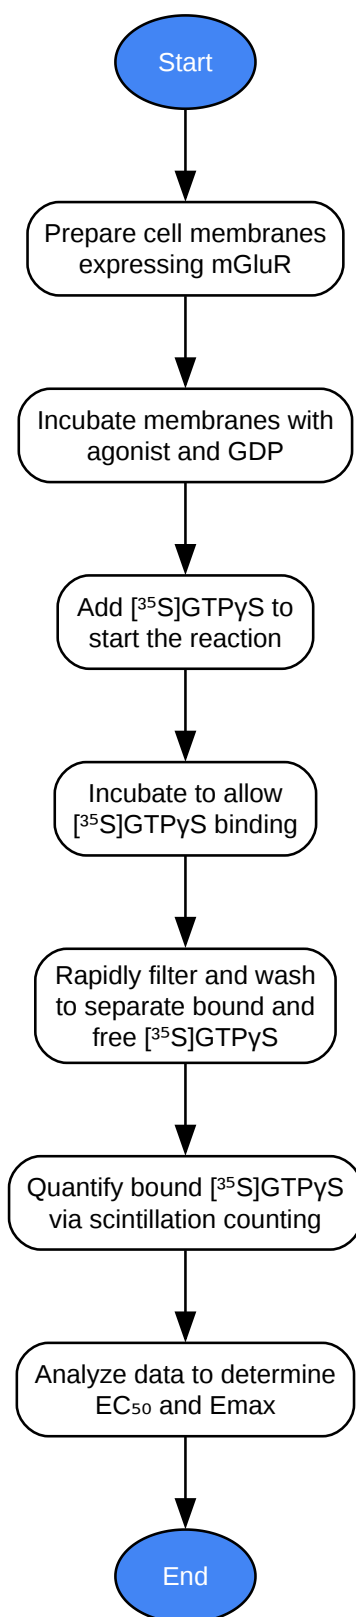 Start
Prepare cell membranes
expressing mGluR
Incubate membranes with
agonist and GDP
Add [³⁵S]GTPγS to
start the reaction
Incubate to allow
[³⁵S]GTPγS binding
Rapidly filter and wash
to separate bound and
free [³⁵S]GTPγS
Quantify bound [³⁵S]GTPγS
via scintillation counting
Analyze data to determine
EC₅₀ and Emax
End